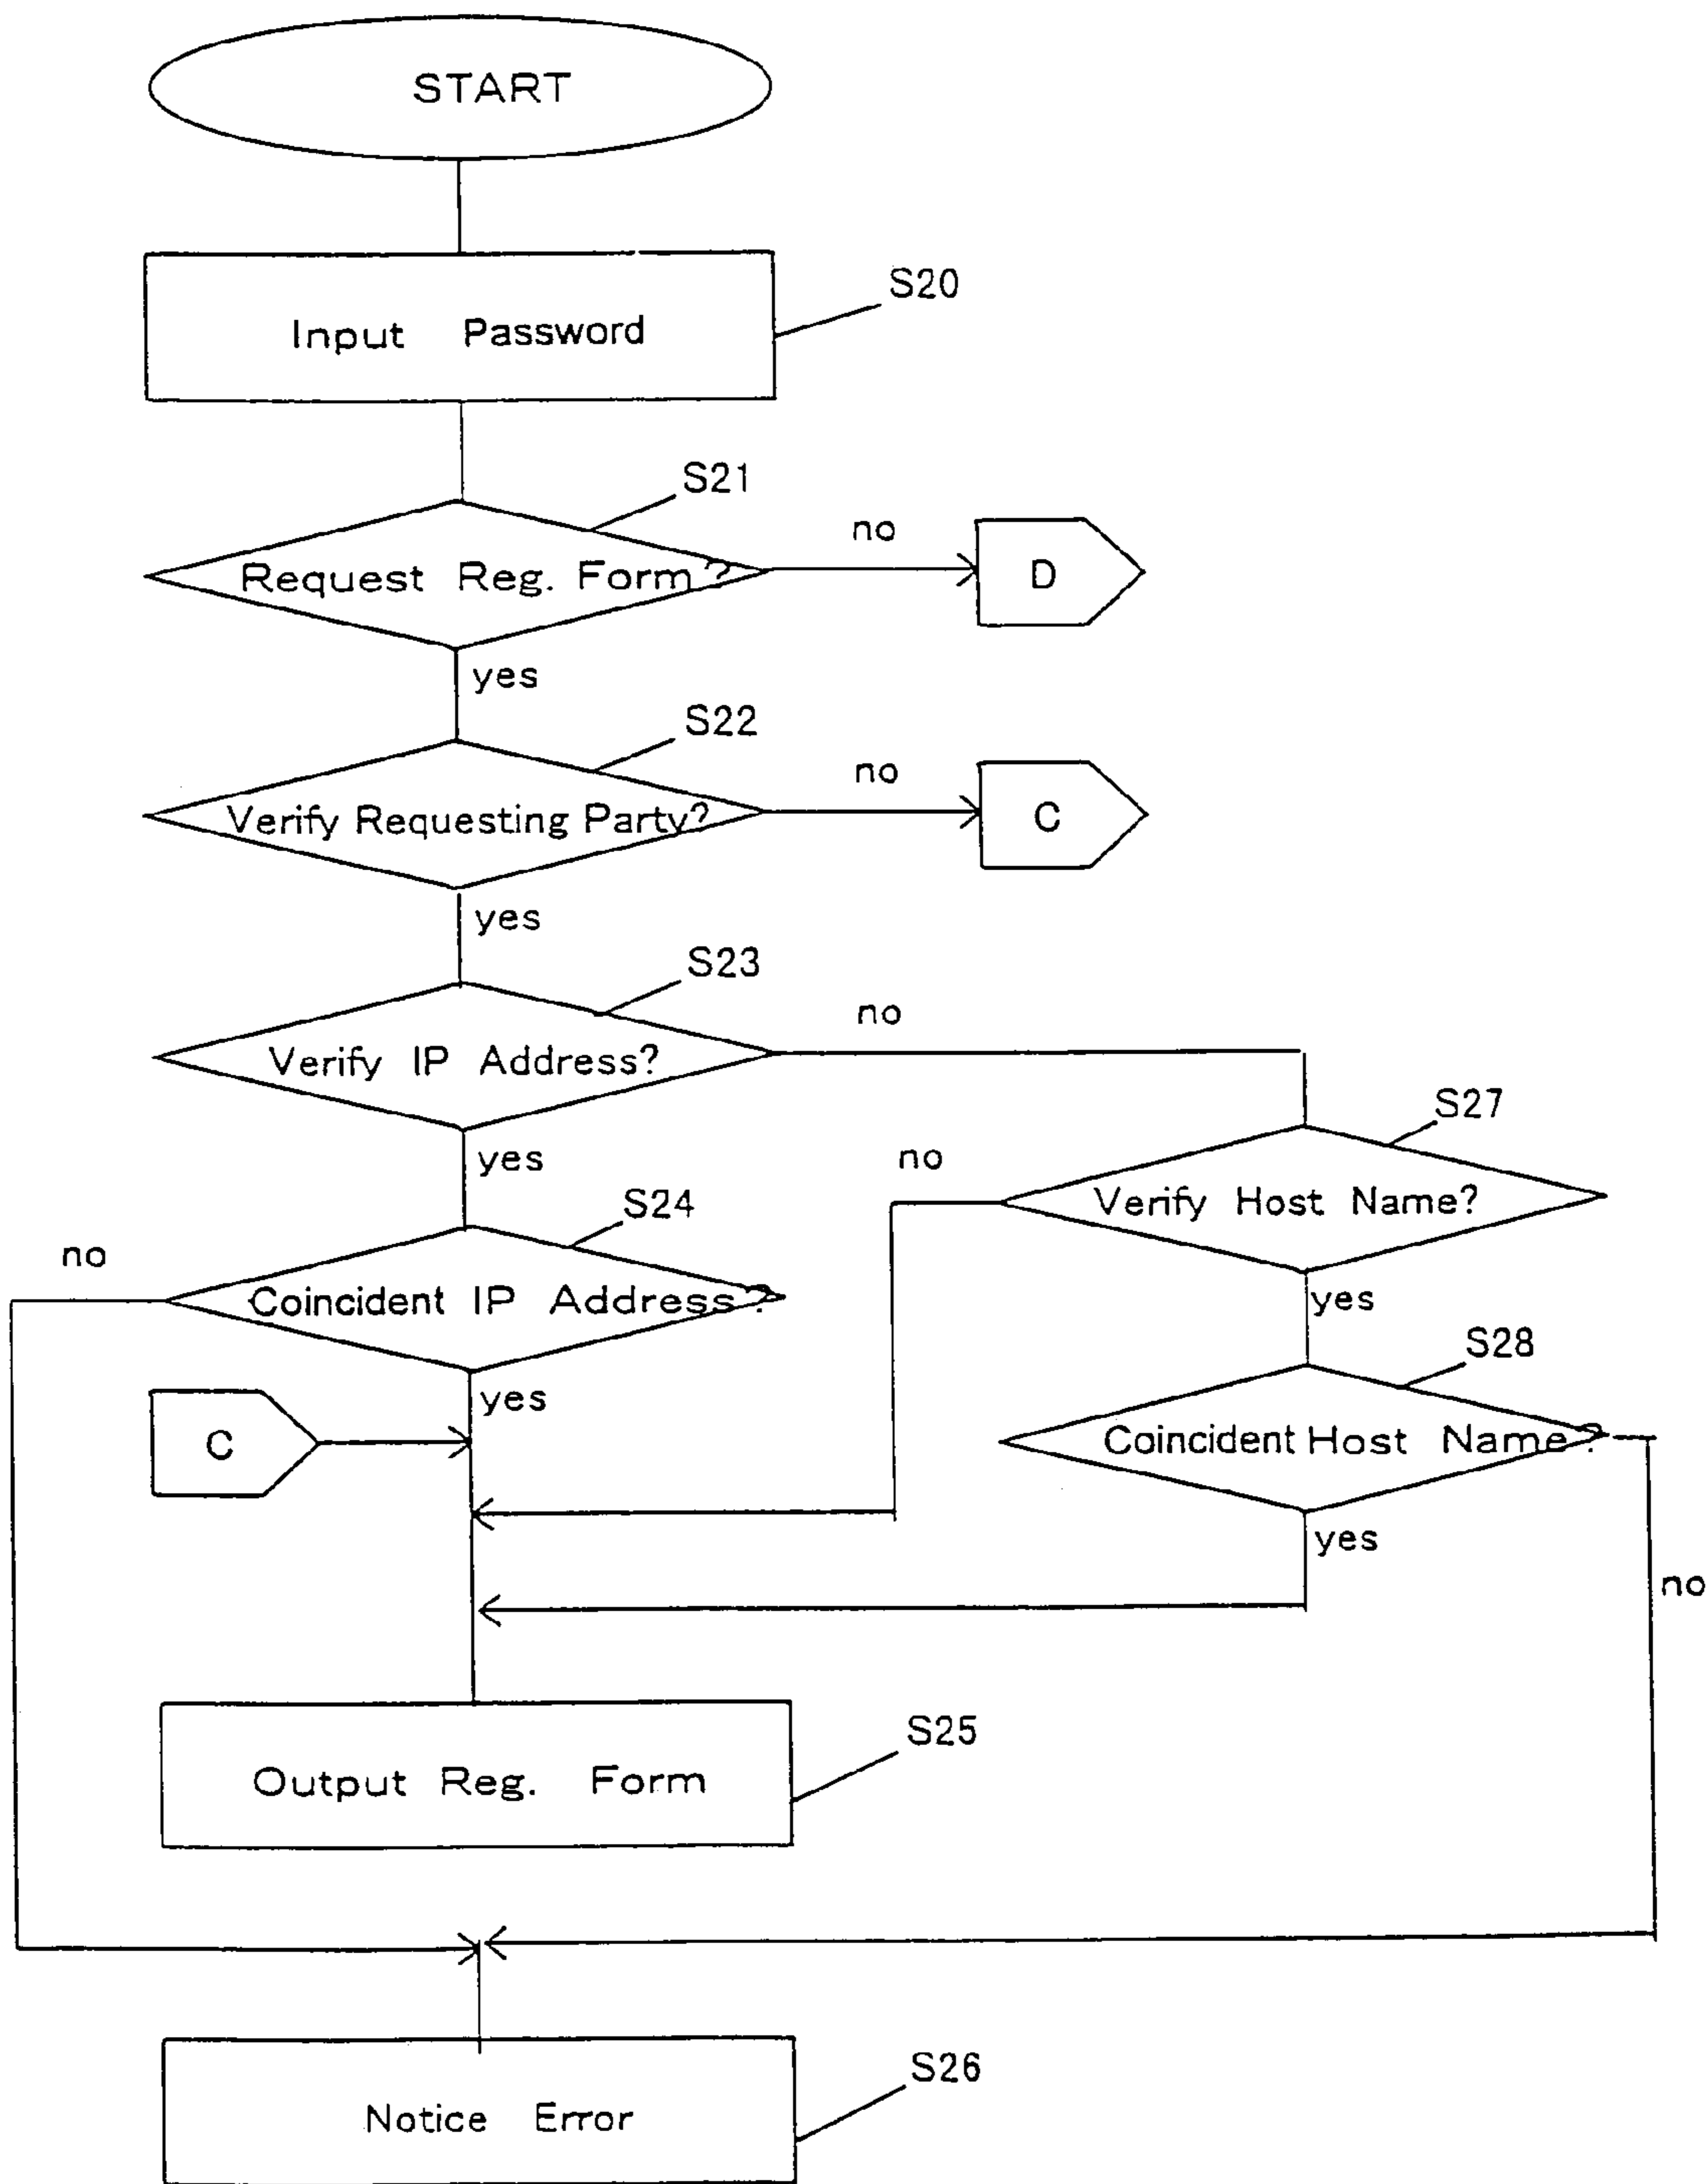 START
S20
Input Password
S21
no
Request Reg. Form?
D
yes
S22
no
Verify Requesting Party?
C
yes
S23
no
Verify IP Address?
S27
yes
no
Verify Host Name?
S24
no
Coincident IP Address?
yes
S28
yes
C
Coincident Host Name?
yes
no
S25
Output Reg. Form
S26
Notice Error